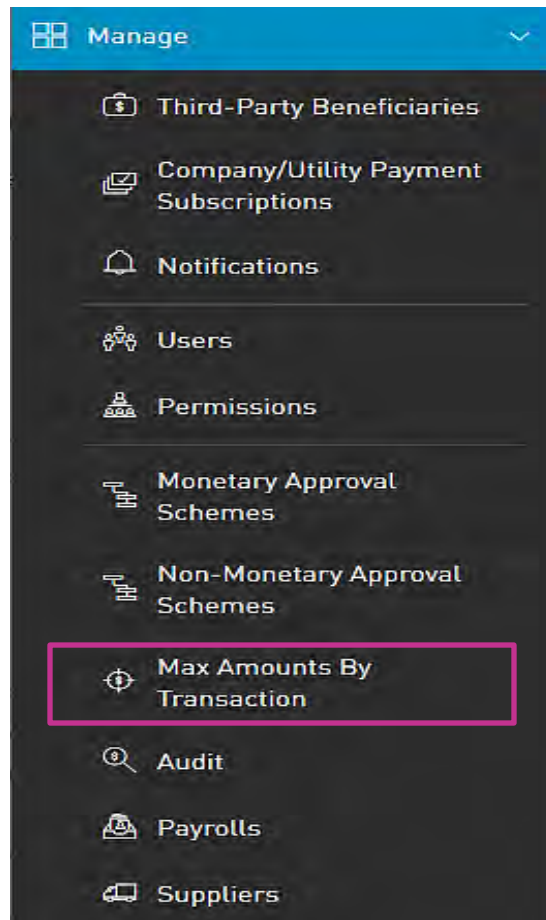 Manage
Third-Party Beneficiaries
Company/Utility Payment
Subscriptions
Notifications
Users
Permissions
Monetary Approval
Schemes
Non-Monetary Approval
Schemes
Max Amounts By
Transaction
Audit
Payrolls
Suppliers